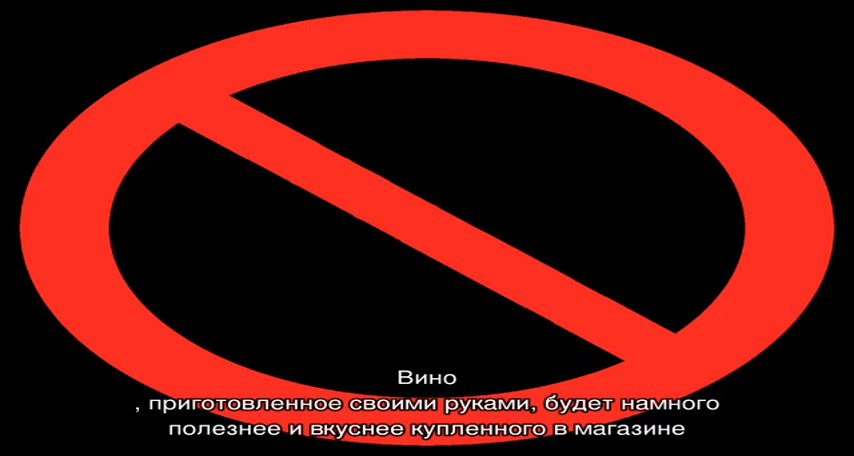 Вино
, приготовленное своими руками, будет намного
полезнее и вкуснее купленного в магазине